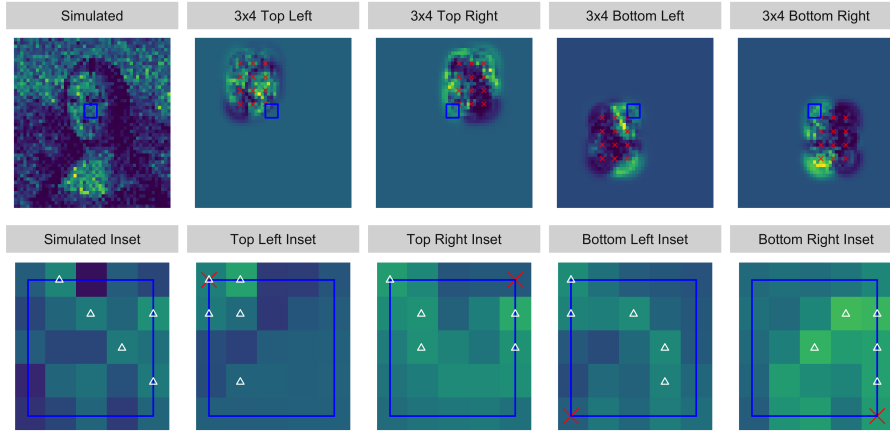 Simulated
3x4 Top Left
3x4 Top Right
3x4 Bottom Left
3x4 Bottom Right
Simulated Inset
Top Left Inset
Top Right Inset
Bottom Left Inset
Bottom Right Inset